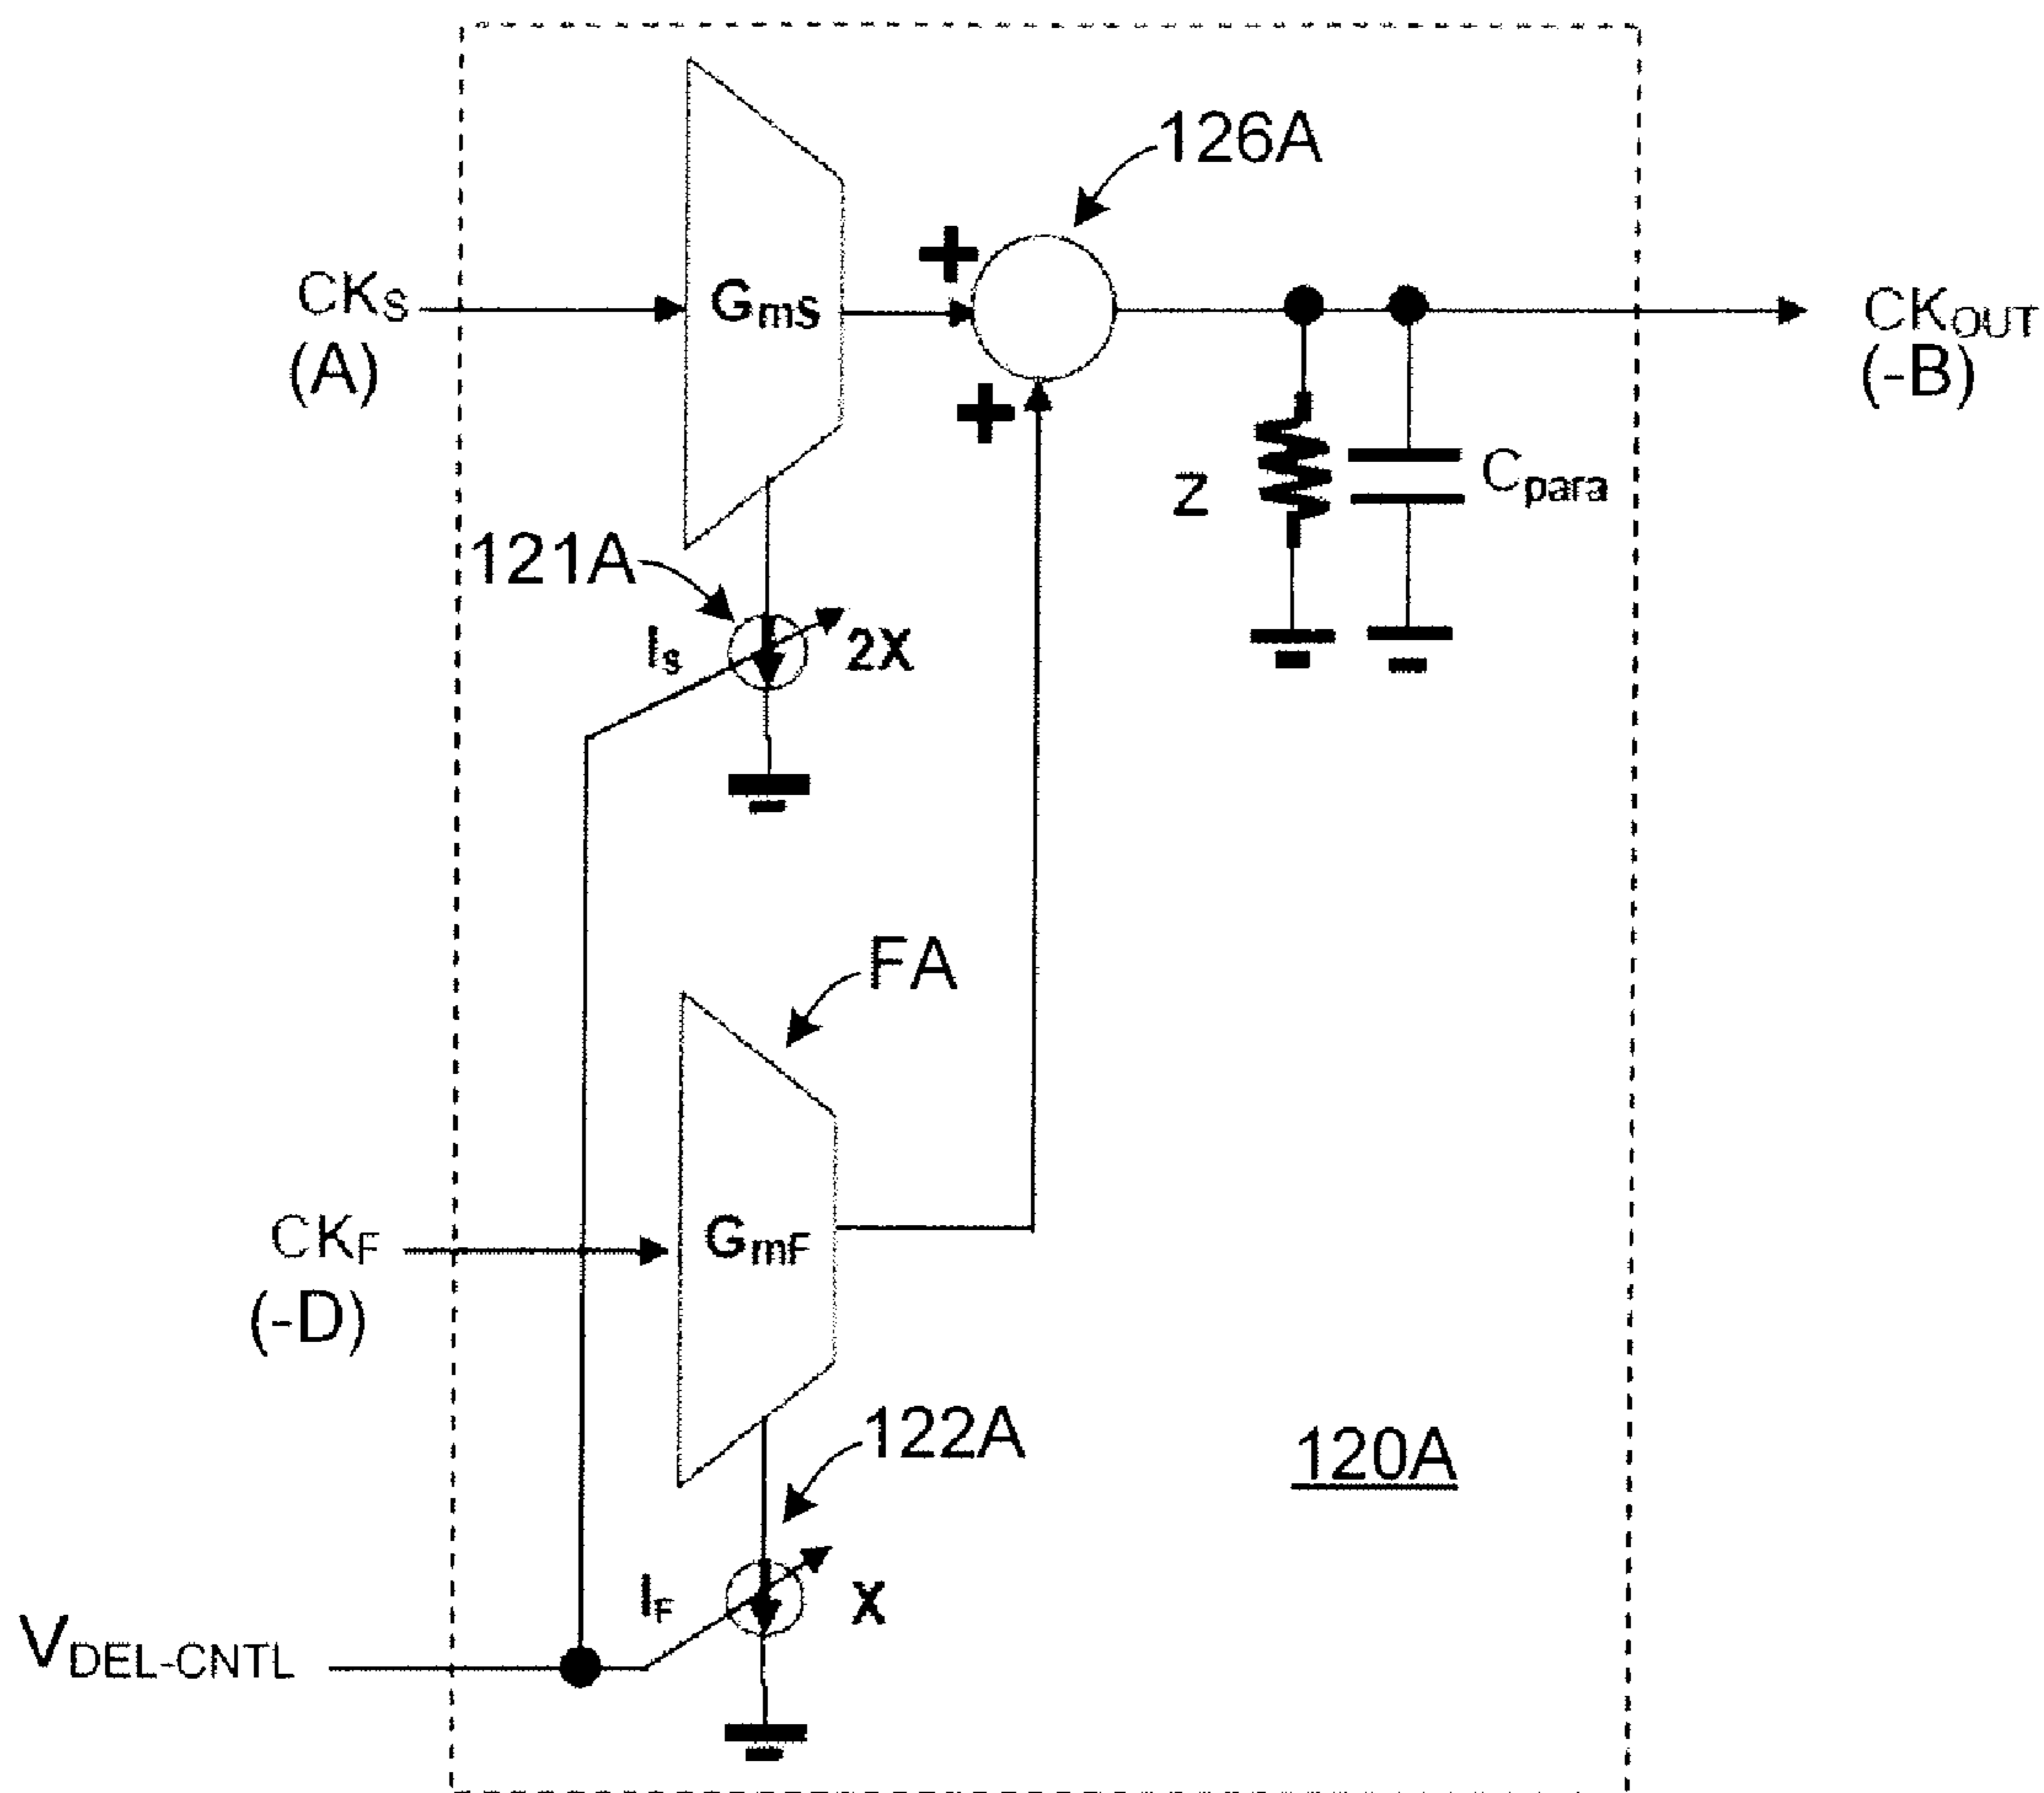 126A
CKS
(A)
GmS
+
+
CKOUT
(-B)
Z
Cpara
121A
IS
2X
FA
CKF
(-D)
GmF
122A
120A
IF
X
VDEL-CNTL